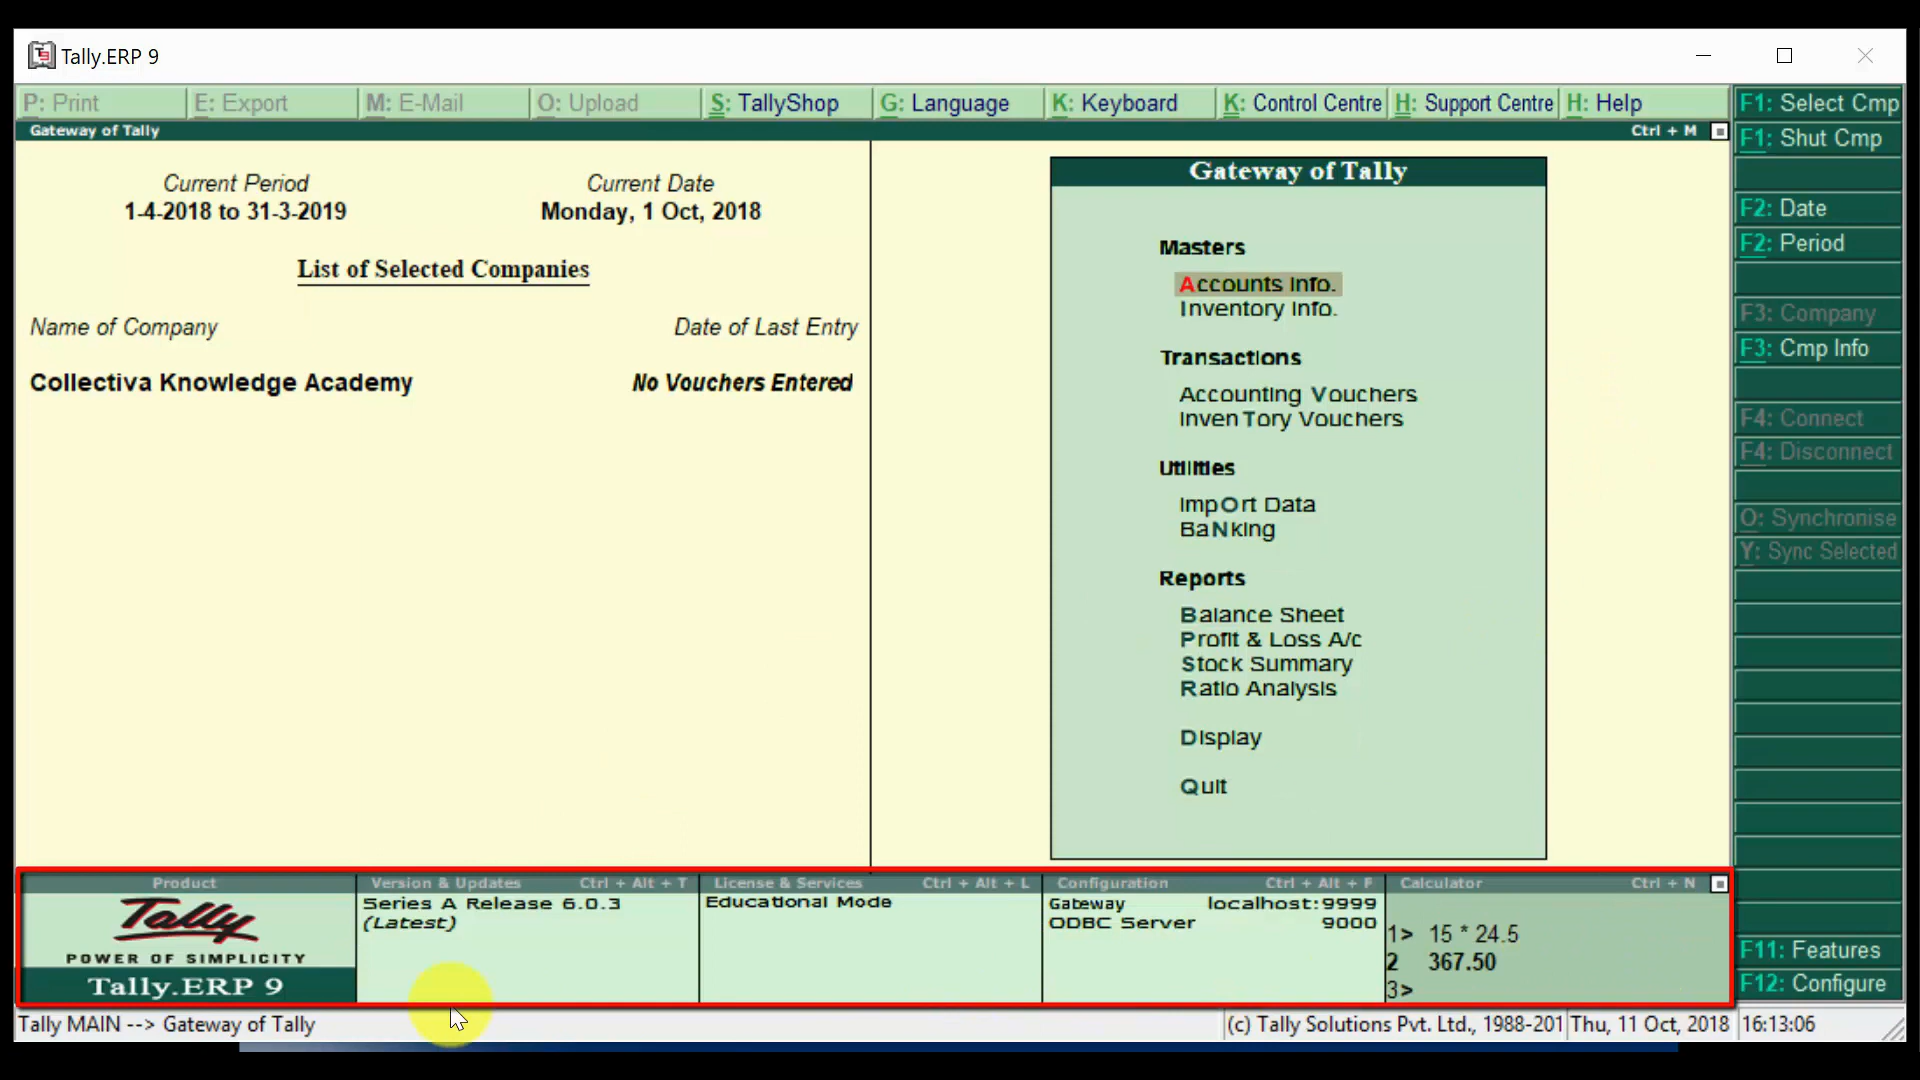 Tally.ERP 9
P: Print E: Export M: E-Mail O: Upload S: TallyShop G: Language K: Keyboard K: Control Centre H: Support Centre H: Help
Gateway of Tally Ctrl + M
Current Period Current Date
1-4-2018 to 31-3-2019 Monday, 1 Oct, 2018
List of Selected Companies
Name of Company Date of Last Entry
Collectiva Knowledge Academy No Vouchers Entered
Gateway of Tally
Masters
Accounts Info.
Inventory Info.
Transactions
Accounting Vouchers
InvenTory Vouchers
Utilities
ImpOrt Data
BaNking
Reports
Balance Sheet
Profit & Loss A/c
Stock Summary
Ratio Analysis
Display
Quit
F1: Select Cmp
F1: Shut Cmp
F2: Date
F2: Period
F3: Company
F3: Cmp Info
F4: Connect
F4: Disconnect
O: Synchronise
Y: Sync Selected
F11: Features
F12: Configure
Product
Tally
POWER OF SIMPLICITY
Tally.ERP 9
Version & Updates Ctrl + Alt + T
Series A Release 6.0.3
(Latest)
License & Services Ctrl + Alt + L
Educational Mode
Configuration Ctrl + Alt + F
Gateway localhost:9999
ODBC Server 9000
Calculator Ctrl + N
1> 15 * 24.5
2 367.50
3>
Tally MAIN --> Gateway of Tally (c) Tally Solutions Pvt. Ltd., 1988-201 Thu, 11 Oct, 2018 16:13:06